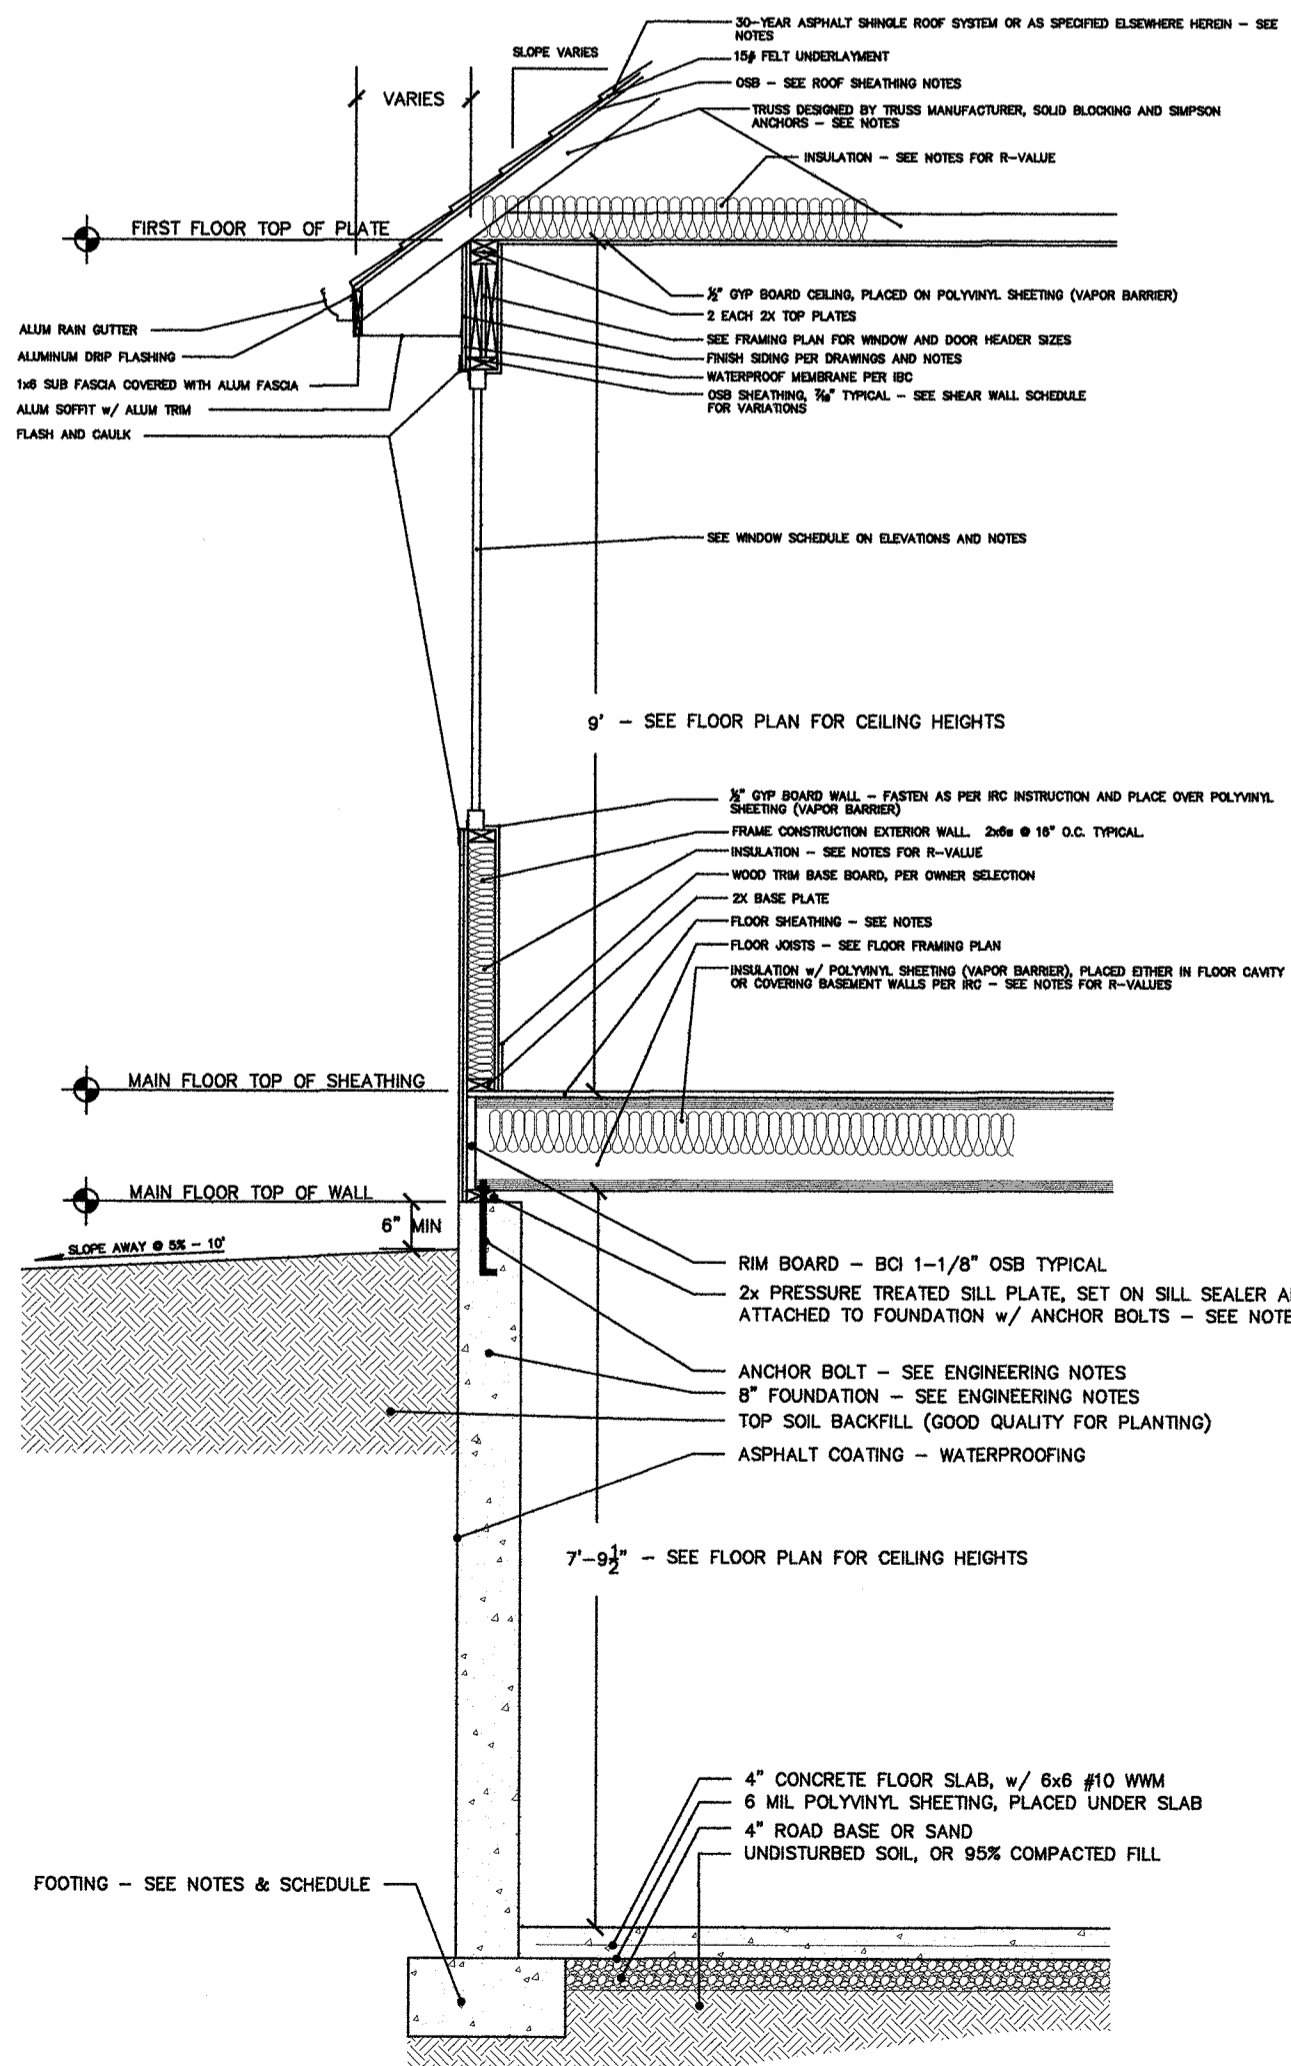 30-YEAR ASPHALT SHINGLE ROOF SYSTEM OR AS SPECIFIED ELSEWHERE HEREIN - SEE
NOTES
SLOPE VARIES
15# FELT UNDERLAYMENT
OSB - SEE ROOF SHEATHING NOTES
VARIES
TRUSS DESIGNED BY TRUSS MANUFACTURER, SOLID BLOCKING AND SIMPSON
ANCHORS - SEE NOTES
INSULATION - SEE NOTES FOR R-VALUE
FIRST FLOOR TOP OF PLATE
½" GYP BOARD CEILING, PLACED ON POLYVINYL SHEETING (VAPOR BARRIER)
2 EACH 2X TOP PLATES
SEE FRAMING PLAN FOR WINDOW AND DOOR HEADER SIZES
FINISH SIDING PER DRAWINGS AND NOTES
WATERPROOF MEMBRANE PER IBC
OSB SHEATHING, 7/16" TYPICAL - SEE SHEAR WALL SCHEDULE
FOR VARIATIONS
ALUM RAIN GUTTER
ALUMINUM DRIP FLASHING
1x6 SUB FASCIA COVERED WITH ALUM FASCIA
ALUM SOFFIT w/ ALUM TRIM
FLASH AND CAULK
SEE WINDOW SCHEDULE ON ELEVATIONS AND NOTES
9' - SEE FLOOR PLAN FOR CEILING HEIGHTS
½" GYP BOARD WALL - FASTEN AS PER IRC INSTRUCTION AND PLACE OVER POLYVINYL
SHEETING (VAPOR BARRIER)
FRAME CONSTRUCTION EXTERIOR WALL. 2x6s @ 16" O.C. TYPICAL.
INSULATION - SEE NOTES FOR R-VALUE
WOOD TRIM BASE BOARD, PER OWNER SELECTION
2X BASE PLATE
FLOOR SHEATHING - SEE NOTES
FLOOR JOISTS - SEE FLOOR FRAMING PLAN
INSULATION w/ POLYVINYL SHEETING (VAPOR BARRIER), PLACED EITHER IN FLOOR CAVITY
OR COVERING BASEMENT WALLS PER IRC - SEE NOTES FOR R-VALUES
MAIN FLOOR TOP OF SHEATHING
MAIN FLOOR TOP OF WALL
6" MIN
SLOPE AWAY @ 5% - 10'
RIM BOARD - BCI 1-1/8" OSB TYPICAL
2x PRESSURE TREATED SILL PLATE, SET ON SILL SEALER
ATTACHED TO FOUNDATION w/ ANCHOR BOLTS - SEE NOTE
ANCHOR BOLT - SEE ENGINEERING NOTES
8" FOUNDATION - SEE ENGINEERING NOTES
TOP SOIL BACKFILL (GOOD QUALITY FOR PLANTING)
ASPHALT COATING - WATERPROOFING
7'-9½" - SEE FLOOR PLAN FOR CEILING HEIGHTS
4" CONCRETE FLOOR SLAB, w/ 6x6 #10 WWM
6 MIL POLYVINYL SHEETING, PLACED UNDER SLAB
4" ROAD BASE OR SAND
UNDISTURBED SOIL, OR 95% COMPACTED FILL
FOOTING - SEE NOTES & SCHEDULE